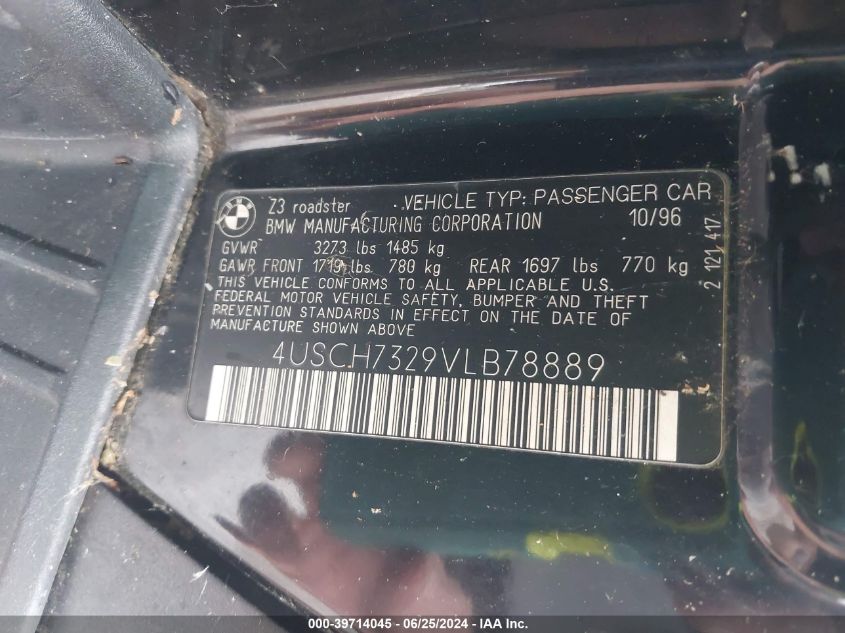 BMW
Z3 roadster VEHICLE TYP: PASSENGER CAR
BMW MANUFACTURING CORPORATION 10/96
GVWR 3273 lbs 1485 kg
GAWR FRONT 1719 lbs 780 kg REAR 1697 lbs 770 kg
THIS VEHICLE CONFORMS TO ALL APPLICABLE U.S.
FEDERAL MOTOR VEHICLE SAFETY, BUMPER AND THEFT
PREVENTION STANDARDS IN EFFECT ON THE DATE OF
MANUFACTURE SHOWN ABOVE
2 121 417
4USCH7329VLB78889
000-39714045 - 06/25/2024 - IAA Inc.